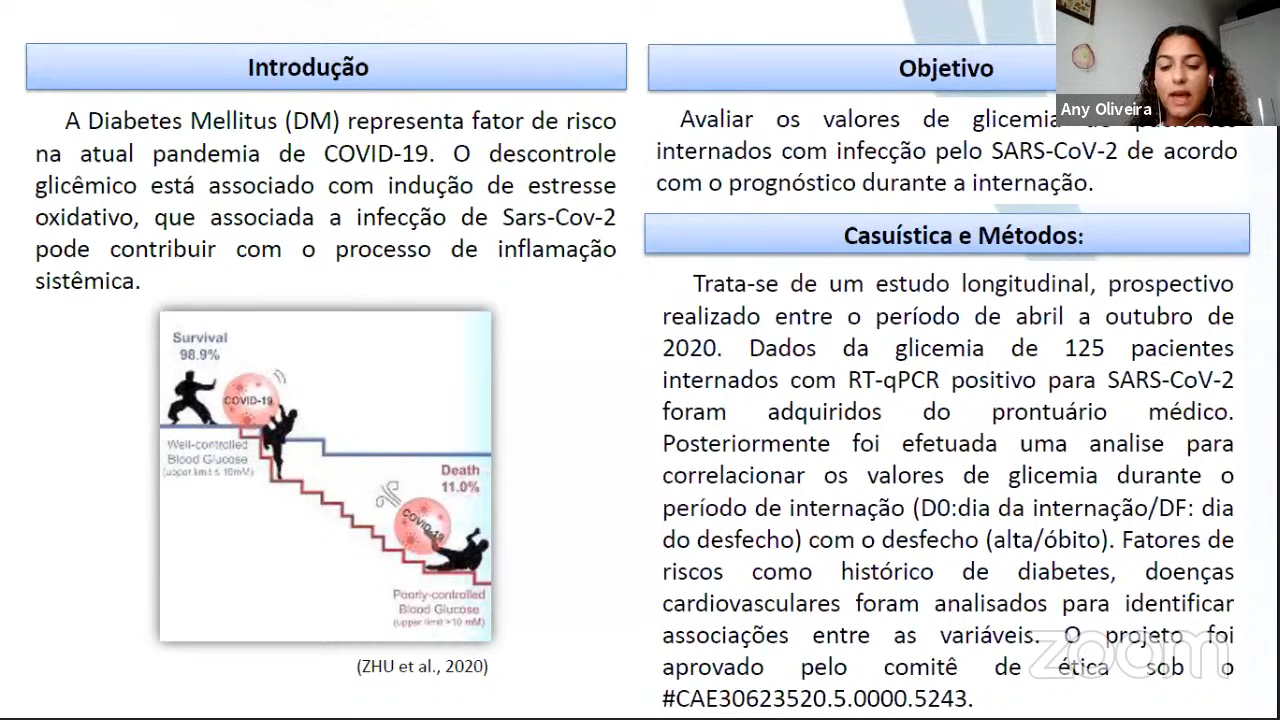 Introdução
A Diabetes Mellitus (DM) representa fator de risco
na atual pandemia de COVID-19. O descontrole
glicêmico está associado com indução de estresse
oxidativo, que associada a infecção de Sars-Cov-2
pode contribuir com o processo de inflamação
sistêmica.
Survival
98.9%
COVID-19
Well-controlled
Blood Glucose
(upper limit ≤ 10mM)
Death
11.0%
COVID-19
Poorly-controlled
Blood Glucose
(upper limit >10 mM)
(ZHU et al., 2020)
Objetivo
Any Oliveira
Avaliar os valores de glicemia
internados com infecção pelo SARS-CoV-2 de acordo
com o prognóstico durante a internação.
Casuística e Métodos:
Trata-se de um estudo longitudinal, prospectivo
realizado entre o período de abril a outubro de
2020. Dados da glicemia de 125 pacientes
internados com RT-qPCR positivo para SARS-CoV-2
foram adquiridos do prontuário médico.
Posteriormente foi efetuada uma analise para
correlacionar os valores de glicemia durante o
período de internação (D0:dia da internação/DF: dia
do desfecho) com o desfecho (alta/óbito). Fatores de
riscos como histórico de diabetes, doenças
cardiovasculares foram analisados para identificar
associações entre as variáveis. O projeto foi
aprovado pelo comitê de ética sob o
#CAE30623520.5.0000.5243.
zoom